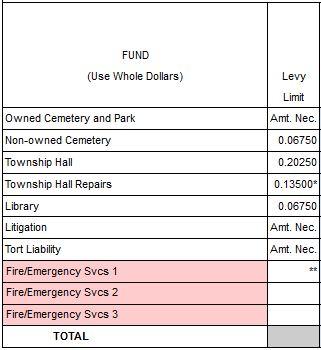 FUND
(Use Whole Dollars)
Levy
Limit
Owned Cemetery and Park Amt. Nec.
Non-owned Cemetery 0.06750
Township Hall 0.20250
Township Hall Repairs 0.13500*
Library 0.06750
Litigation Amt. Nec.
Tort Liability Amt. Nec.
Fire/Emergency Svcs 1 **
Fire/Emergency Svcs 2
Fire/Emergency Svcs 3
TOTAL